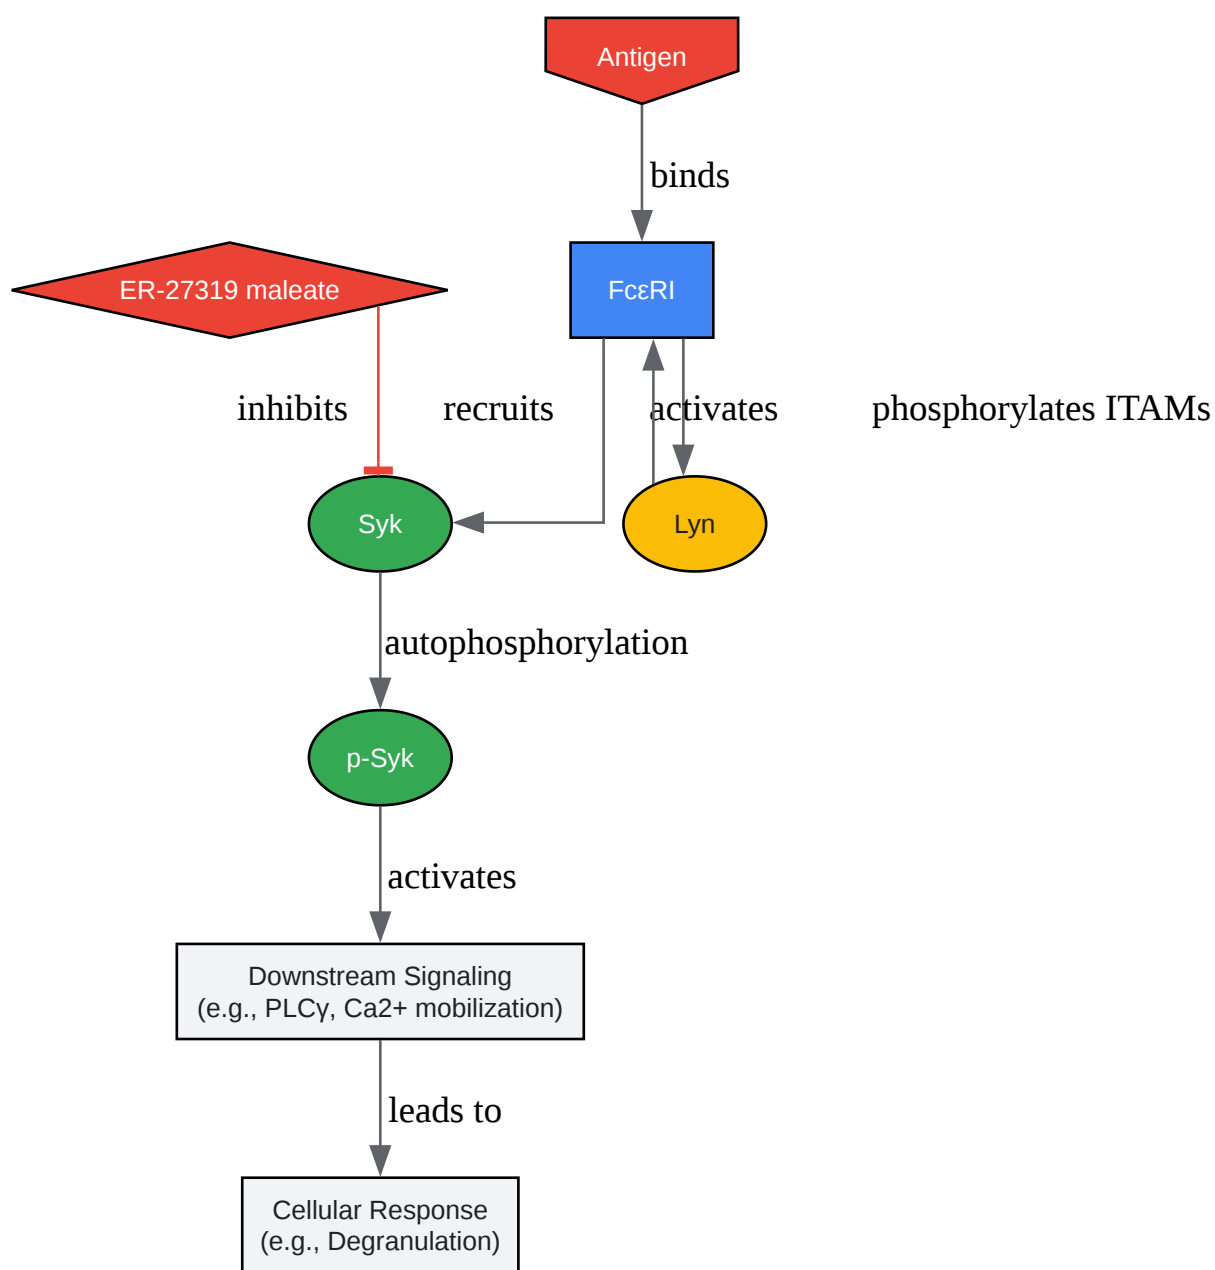 Antigen
binds
ER-27319 maleate
FcεRI
inhibits
recruits
activates
phosphorylates ITAMs
Syk
Lyn
autophosphorylation
p-Syk
activates
Downstream Signaling
(e.g., PLCγ, Ca2+ mobilization)
leads to
Cellular Response
(e.g., Degranulation)